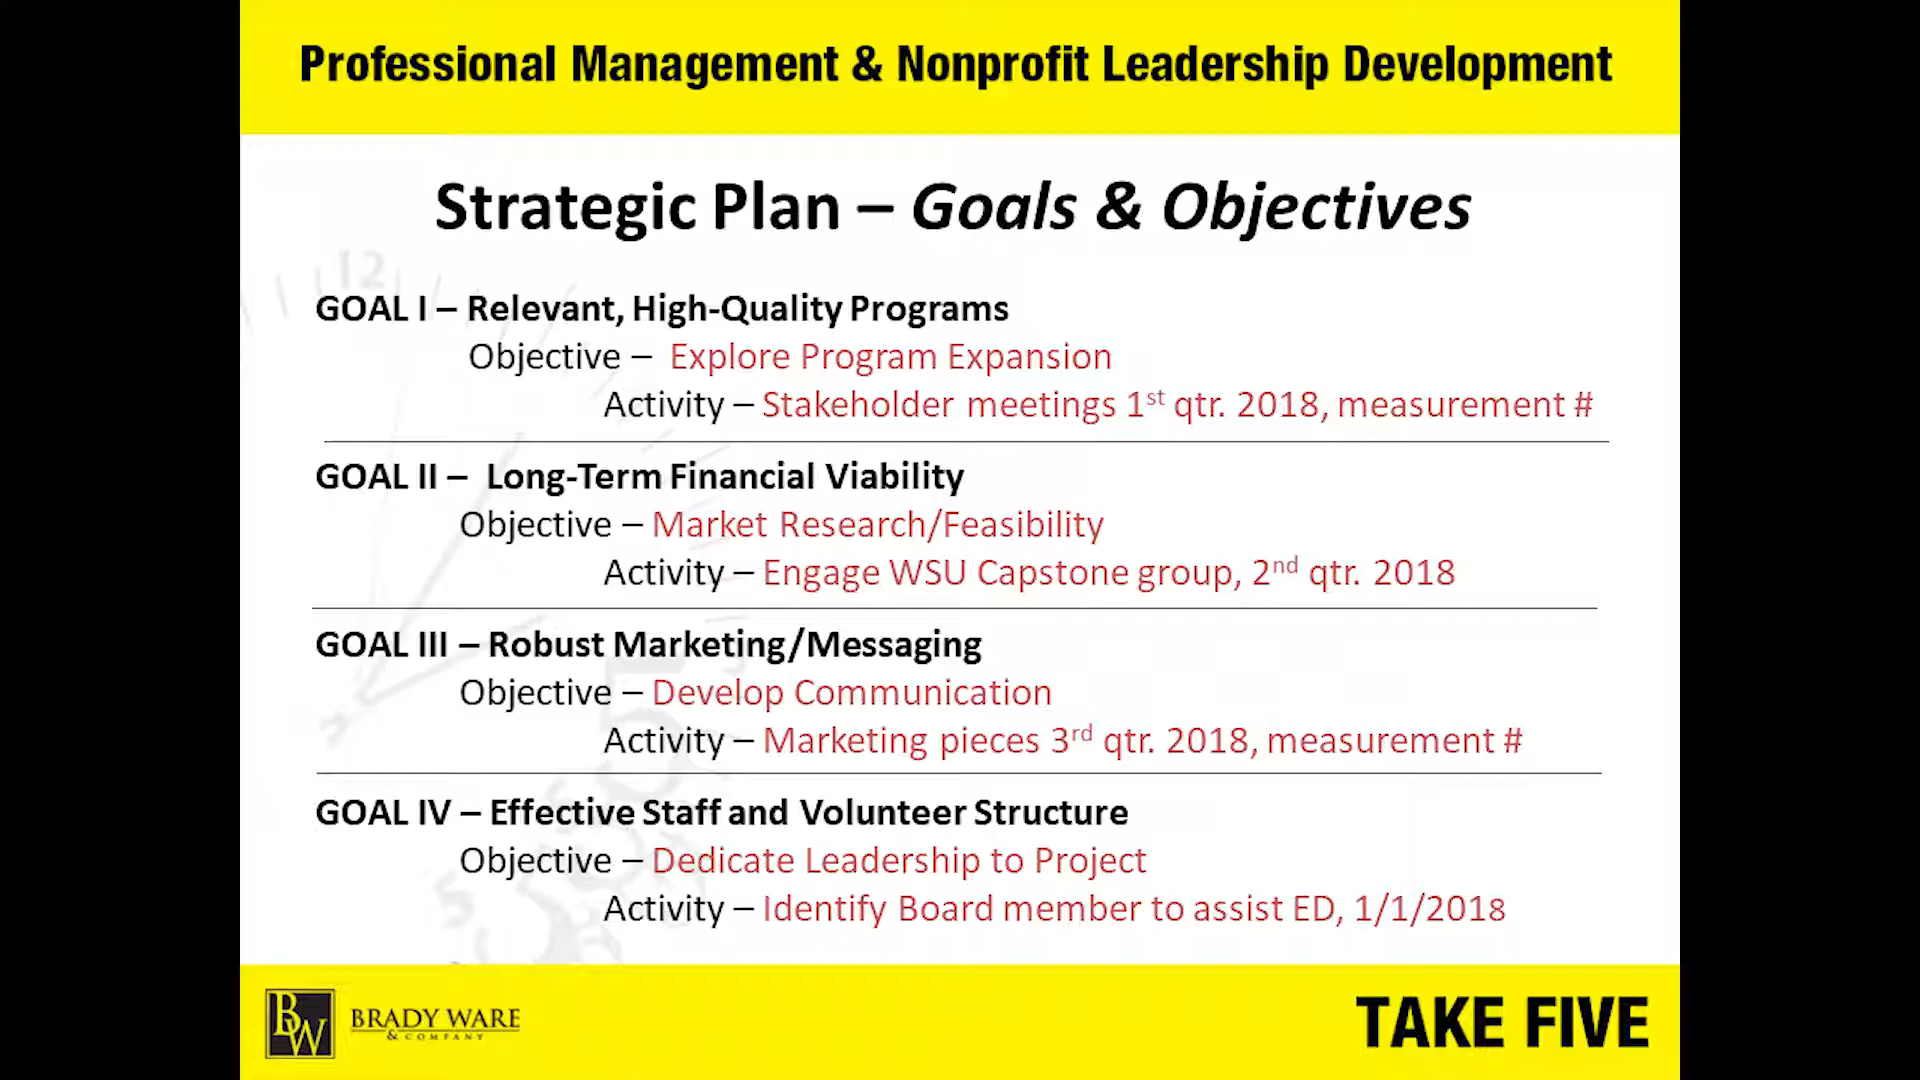 Professional Management & Nonprofit Leadership Development
Strategic Plan – Goals & Objectives
12
GOAL I – Relevant, High-Quality Programs
Objective – Explore Program Expansion
Activity – Stakeholder meetings 1st qtr. 2018, measurement #
GOAL II – Long-Term Financial Viability
Objective – Market Research/Feasibility
Activity – Engage WSU Capstone group, 2nd qtr. 2018
GOAL III – Robust Marketing/Messaging
Objective – Develop Communication
Activity – Marketing pieces 3rd qtr. 2018, measurement #
GOAL IV – Effective Staff and Volunteer Structure
Objective – Dedicate Leadership to Project
Activity – Identify Board member to assist ED, 1/1/2018
5
BW
BRADY WARE
& COMPANY
TAKE FIVE